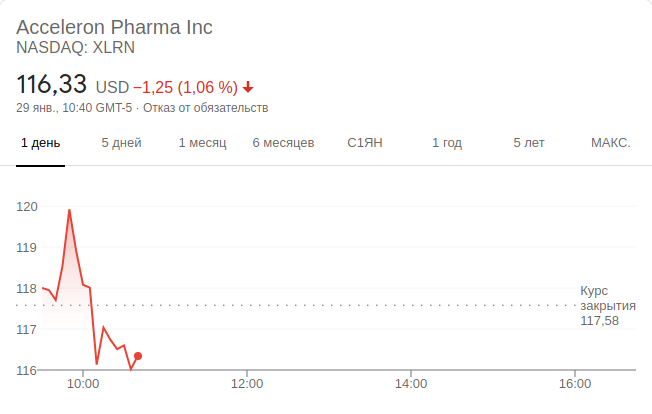 Acceleron Pharma Inc
NASDAQ: XLRN
116,33 USD −1,25 (1,06 %)
29 янв., 10:40 GMT-5 · Отказ от обязательств
1 день 5 дней 1 месяц 6 месяцев С1ЯН 1 год 5 лет МАКС.
120
119
118
117
116
Курс
закрытия
117,58
10:00 12:00 14:00 16:00